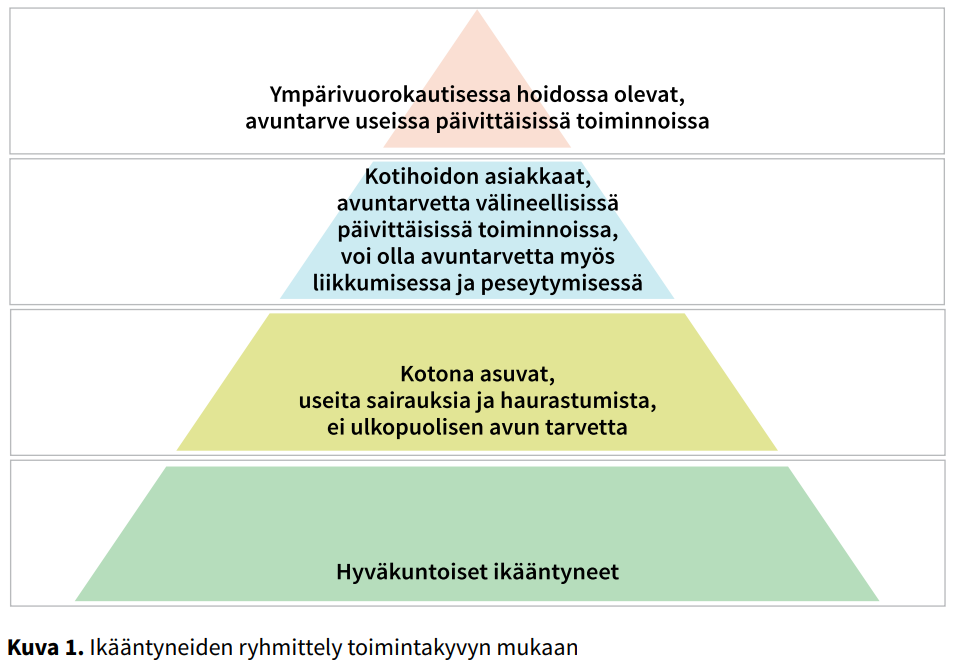 Ympärivuorokautisessa hoidossa olevat,
avuntarve useissa päivittäisissä toiminnoissa
Kotihoidon asiakkaat,
avuntarvetta välineellisissä
päivittäisissä toiminnoissa,
voi olla avuntarvetta myös
liikkumisessa ja peseytymisessä
Kotona asuvat,
useita sairauksia ja haurastumista,
ei ulkopuolisen avun tarvetta
Hyväkuntoiset ikääntyneet
Kuva 1. Ikääntyneiden ryhmittely toimintakyvyn mukaan